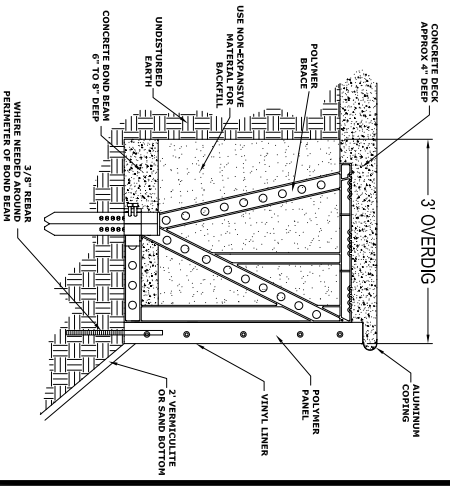 CONCRETE DECK
APPROX 4" DEEP
3' OVERDIG
ALUMINUM
COPING
POLYMER
BRACE
USE NON-EXPANSIVE
MATERIAL FOR
BACKFILL
UNDISTURBED
EARTH
CONCRETE BOND BEAM
6" TO 8" DEEP
3/8" REBAR
WHERE NEEDED AROUND
PERIMETER OF BOND BEAM
POLYMER
PANEL
VINYL LINER
2' VERMICULITE
OR SAND BOTTOM